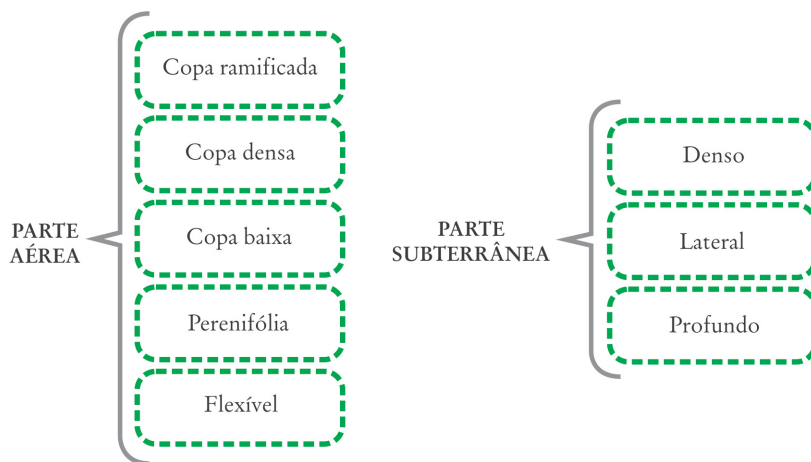 PARTE
AÉREA
Copa ramificada
Copa densa
Copa baixa
Perenifólia
Flexível
PARTE
SUBTERRÂNEA
Denso
Lateral
Profundo